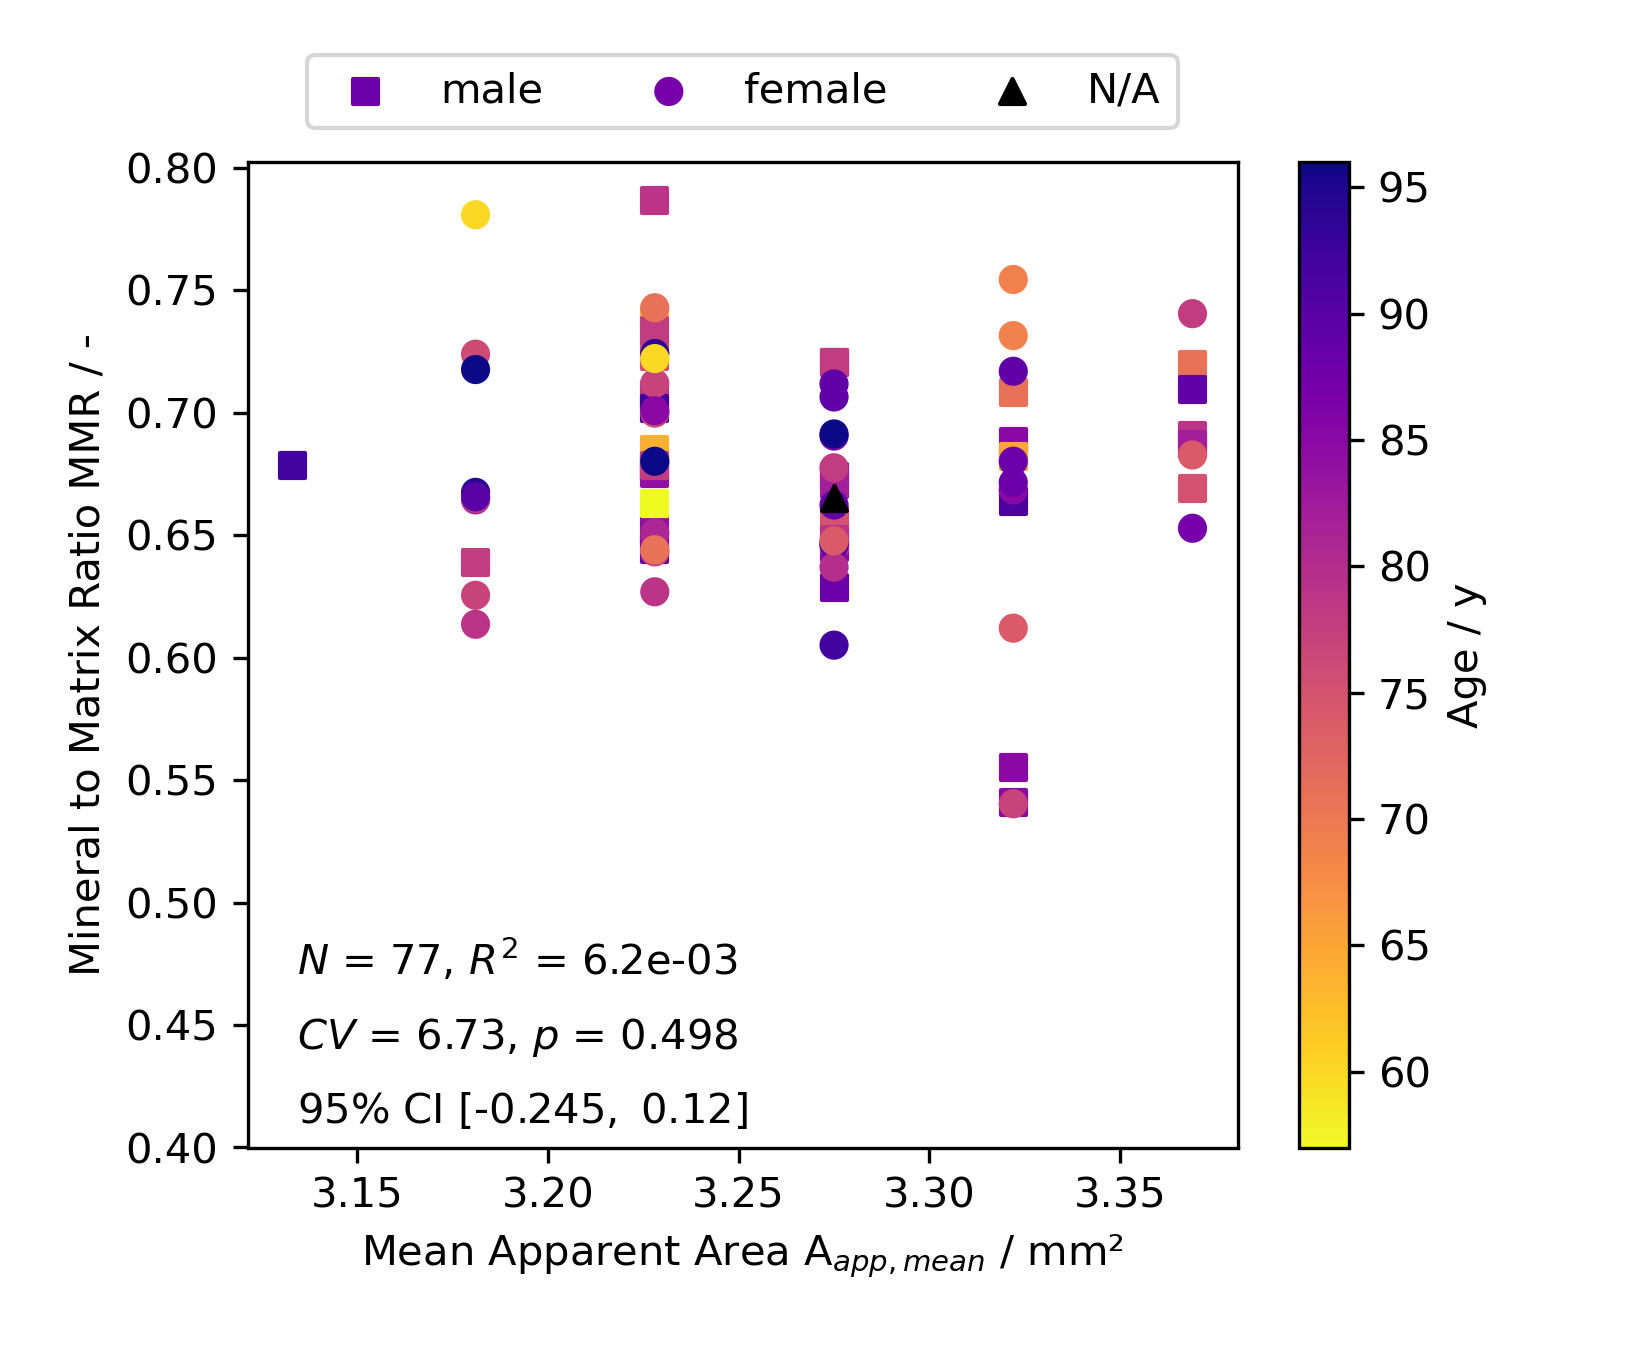 male female N/A
0.80
0.75
0.70
0.65
0.60
0.55
0.50
0.45
0.40
Mineral to Matrix Ratio MMR / -
N = 77, R² = 6.2e-03
CV = 6.73, p = 0.498
95% CI [-0.245, 0.12]
3.15 3.20 3.25 3.30 3.35
Mean Apparent Area A_app,mean / mm²
95
90
85
80
75
70
65
60
Age / y